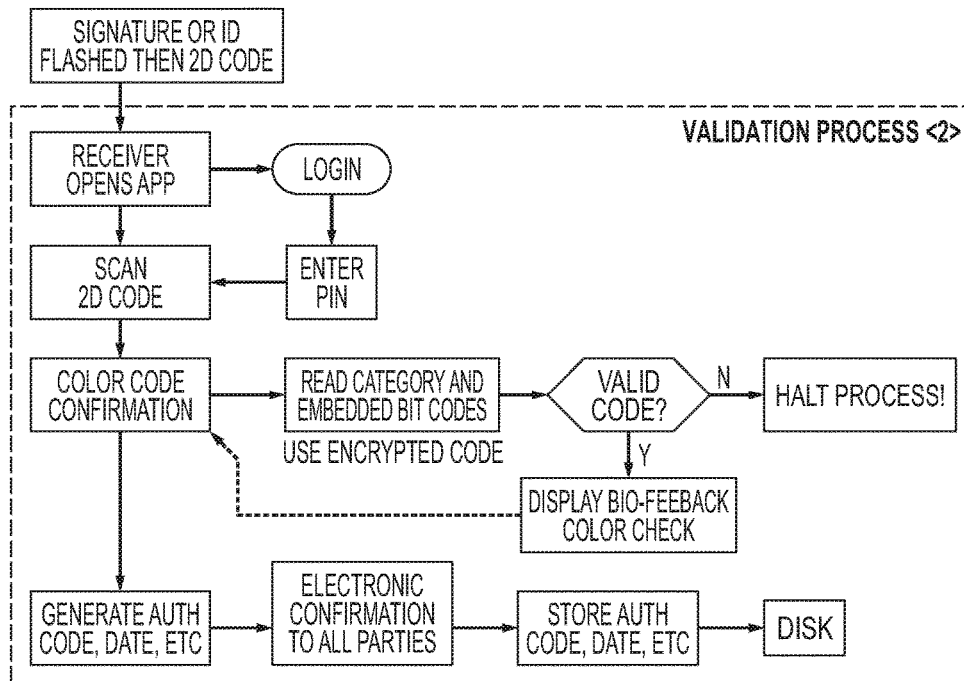 SIGNATURE OR ID
FLASHED THEN 2D CODE
VALIDATION PROCESS <2>
RECEIVER
OPENS APP
LOGIN
SCAN
2D CODE
ENTER
PIN
COLOR CODE
CONFIRMATION
READ CATEGORY AND
EMBEDDED BIT CODES
USE ENCRYPTED CODE
VALID
CODE?
N
HALT PROCESS!
Y
DISPLAY BIO-FEEBACK
COLOR CHECK
GENERATE AUTH
CODE, DATE, ETC
ELECTRONIC
CONFIRMATION
TO ALL PARTIES
STORE AUTH
CODE, DATE, ETC
DISK